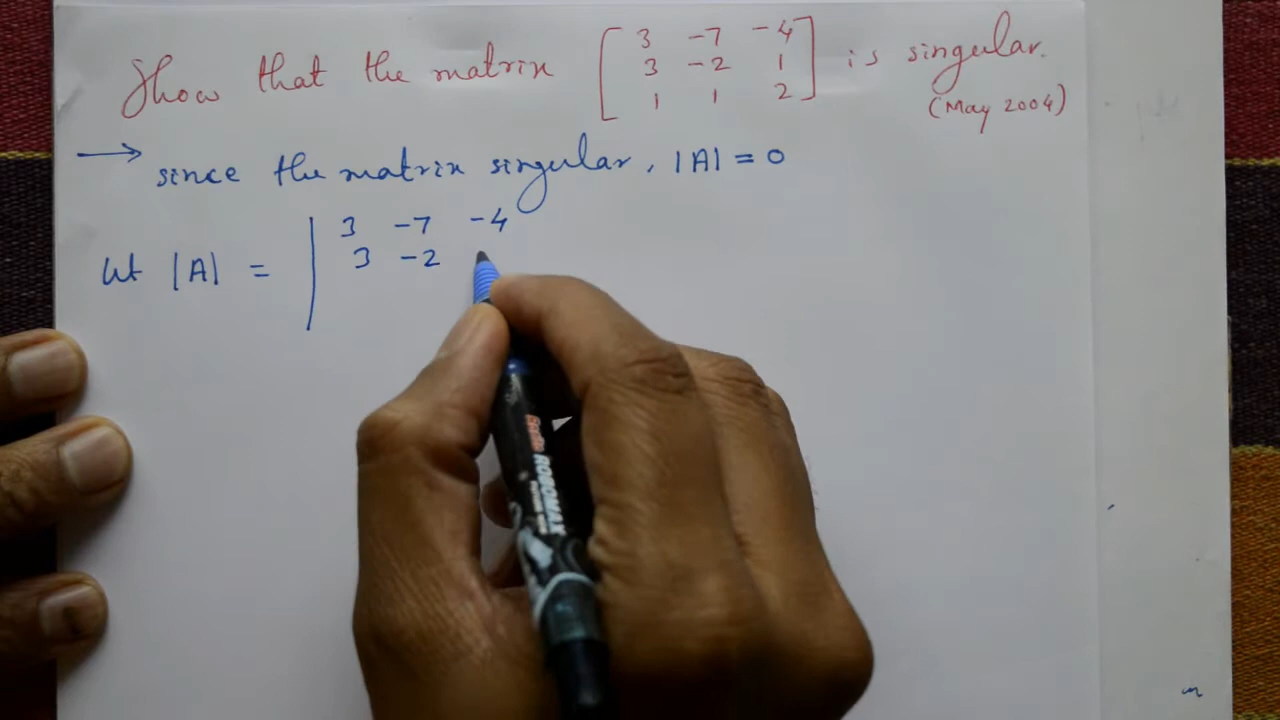 Show that the matrix [ 3 -7 -4 is singular.
3 -2 1
1 1 2 ]
(May 2004)
→ since the matrix singular, |A| = 0
let |A| = | 3 -7 -4
3 -2
ROBOMAX